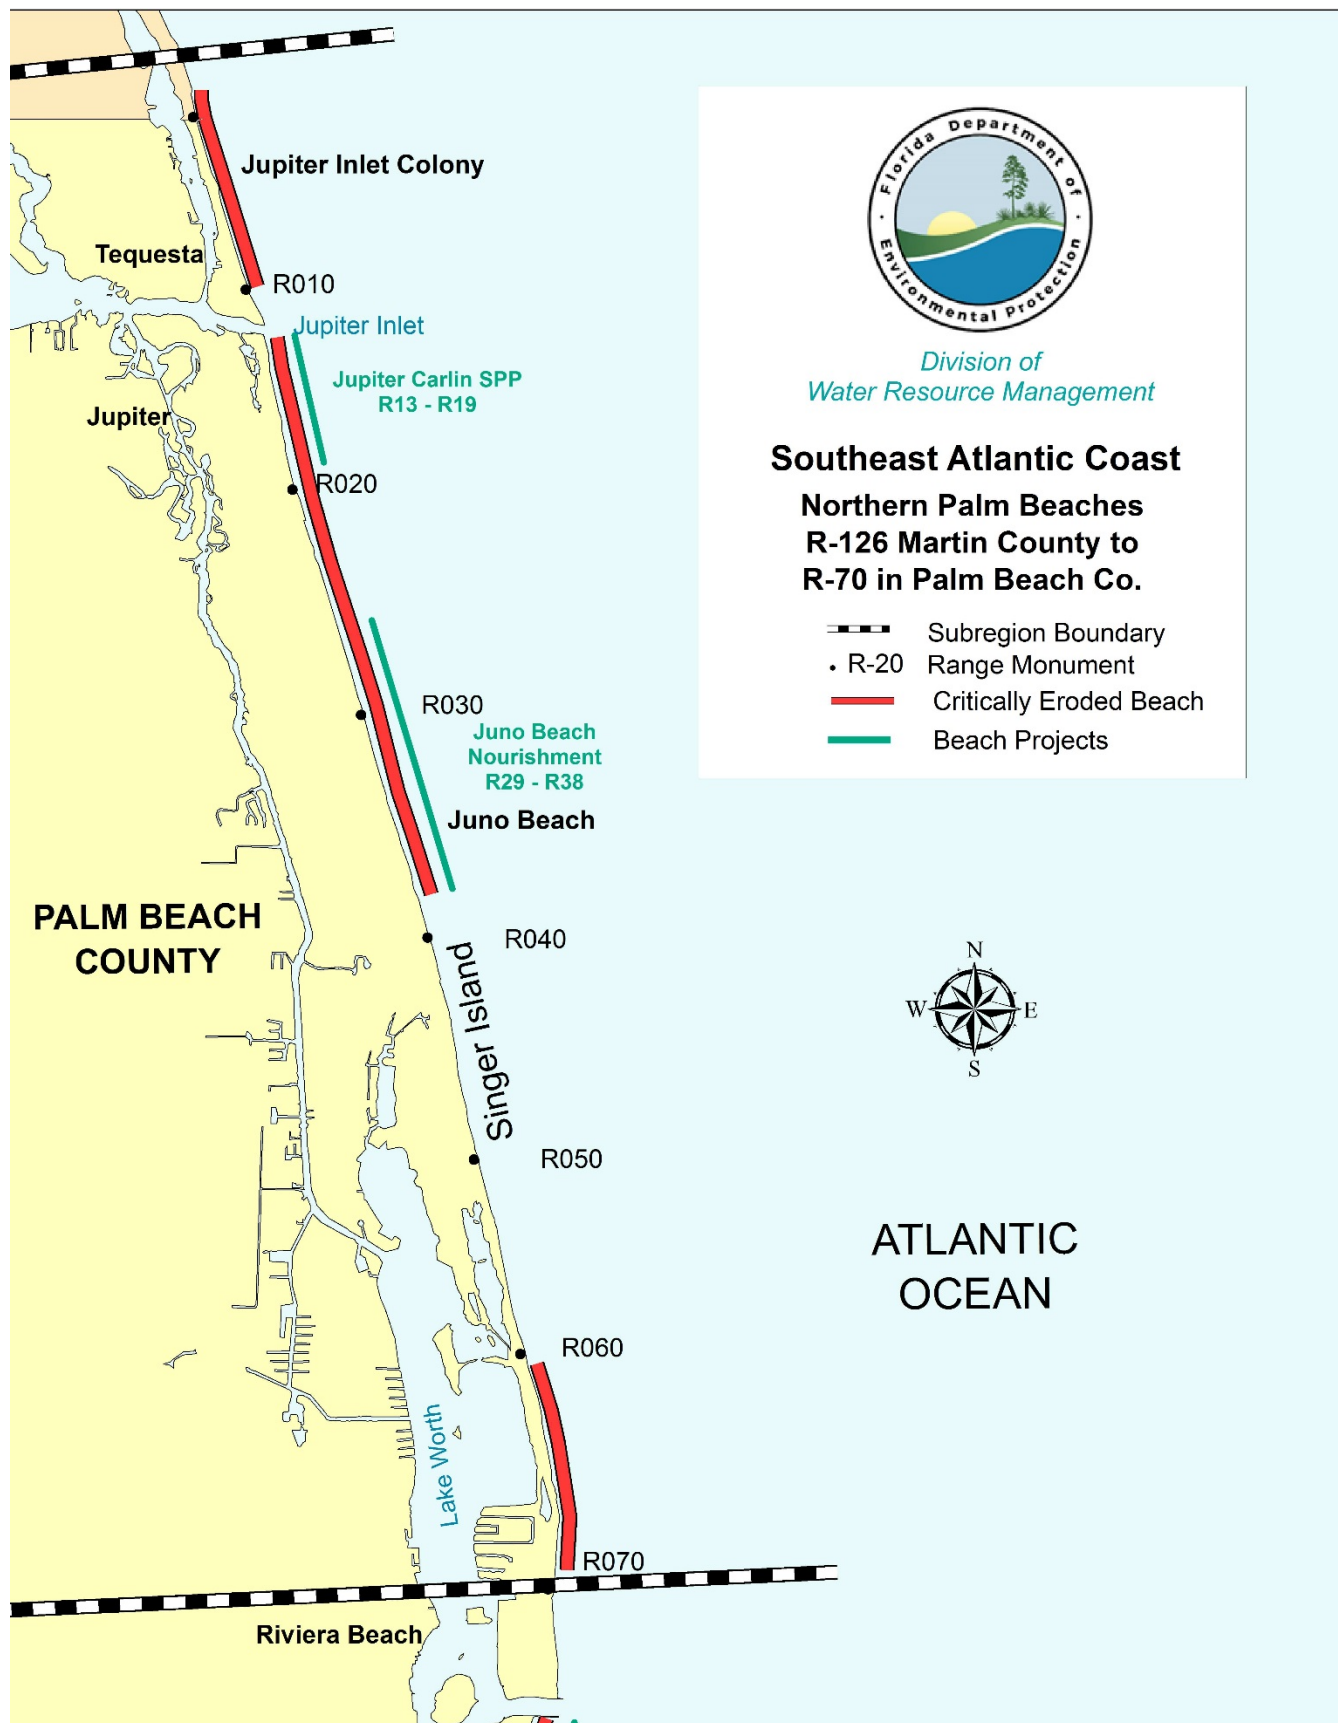 Jupiter Inlet Colony
Tequesta
R010
Jupiter Inlet
Jupiter Carlin SPP
R13 - R19
Jupiter
R020
R030
Juno Beach
Nourishment
R29 - R38
Juno Beach
PALM BEACH
COUNTY
R040
Singer Island
R050
R060
Lake Worth
R070
Riviera Beach
Florida Department of
Environmental Protection
Division of
Water Resource Management
Southeast Atlantic Coast
Northern Palm Beaches
R-126 Martin County to
R-70 in Palm Beach Co.
Subregion Boundary
R-20 Range Monument
Critically Eroded Beach
Beach Projects
N
W E
S
ATLANTIC
OCEAN